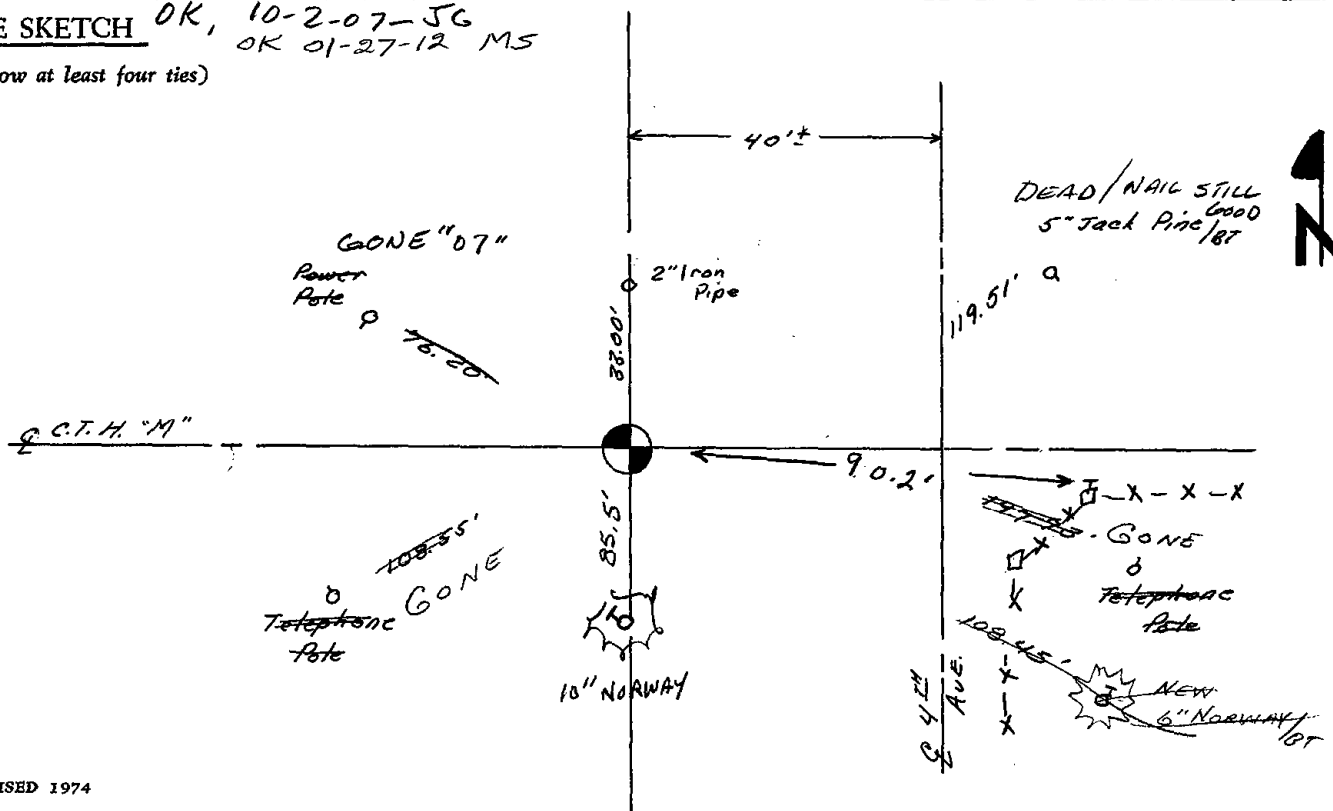 E SKETCH OK, 10-2-07-JG
OK 01-27-12 MS
ow at least four ties)
40'±
DEAD/NAIL STILL
GOOD
5" Jack Pine/BT
N
GONE "07"
Power
Pole
2" Iron
Pipe
119.51'
76.20
33.00'
℄ C.T.H. "M"
90.2'
X - X - X
GONE
108.55'
GONE
85.5'
Telephone
Pole
Telephone
Pole
108.45'
10" NORWAY
℄ 4TH
AVE.
NEW
6" NORWAY/BT
ISED 1974